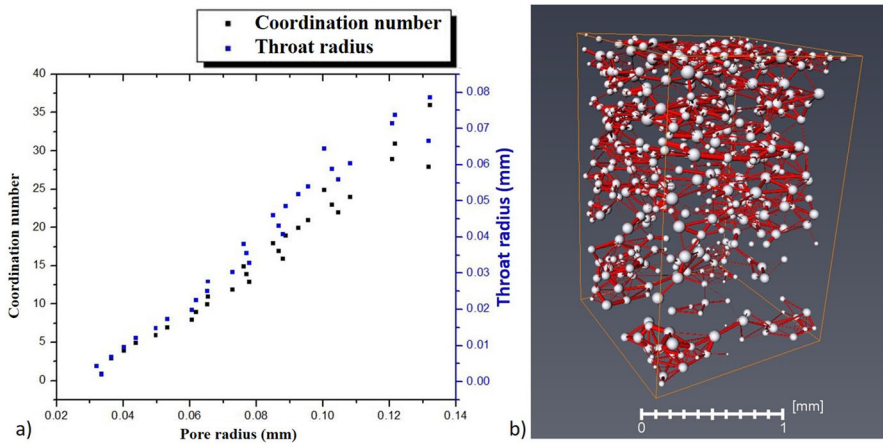 Coordination number
Throat radius
40
35
30
25
20
15
10
5
0
Coordination number
0.08
0.07
0.06
0.05
0.04
0.03
0.02
0.01
0.00
Throat radius (mm)
0.02 0.04 0.06 0.08 0.10 0.12 0.14
Pore radius (mm)
a)
b)
[mm]
0 1